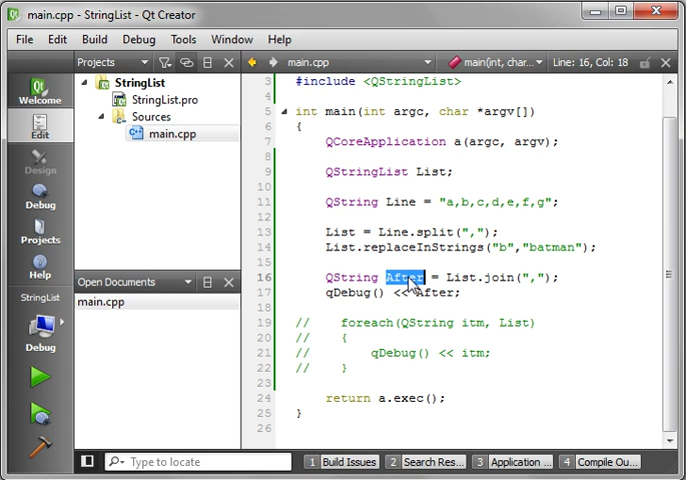 main.cpp - StringList - Qt Creator
File Edit Build Debug Tools Window Help
Projects
main.cpp
main(int, char...
Line: 16, Col: 18
Welcome
Edit
Design
Debug
Projects
Help
StringList
Debug
StringList
StringList.pro
Sources
main.cpp
Open Documents
main.cpp
3 #include <QStringList>
4
5 int main(int argc, char *argv[])
6 {
7 QCoreApplication a(argc, argv);
8
9 QStringList List;
10
11 QString Line = "a,b,c,d,e,f,g";
12
13 List = Line.split(",");
14 List.replaceInStrings("b","batman");
15
16 QString After = List.join(",");
17 qDebug() << After;
18
19 // foreach(QString itm, List)
20 // {
21 // qDebug() << itm;
22 // }
23
24 return a.exec();
25 }
26
Type to locate
1 Build Issues
2 Search Res...
3 Application ...
4 Compile Ou...